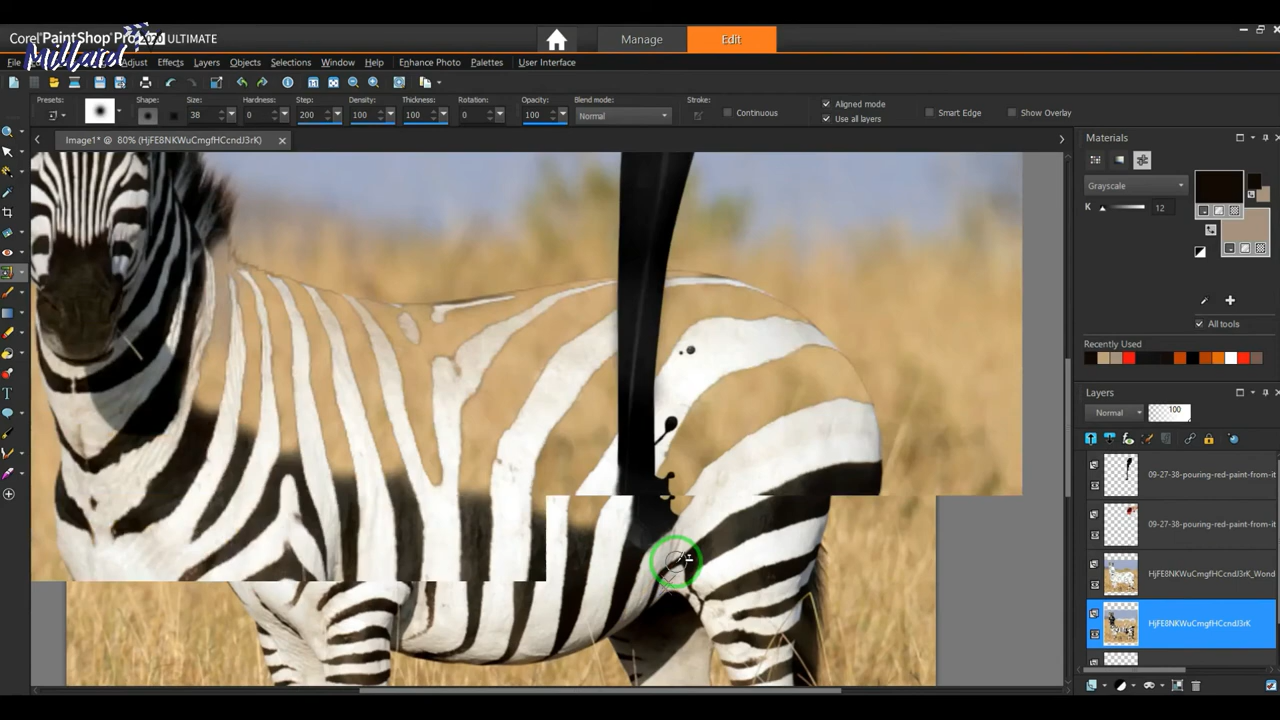 Corel PaintShop Pro 2020 ULTIMATE
Millard
Manage
Edit
File
Adjust
Effects
Layers
Objects
Selections
Window
Help
Enhance Photo
Palettes
User Interface
Presets:
Shape:
Size:
38
Hardness:
0
Step:
200
Density:
100
Thickness:
100
Rotation:
0
Opacity:
100
Blend mode:
Normal
Stroke:
Continuous
Aligned mode
Use all layers
Smart Edge
Show Overlay
Image1* @ 80% (HjFE8NKWuCmgfHCcndJ3rK)
Materials
Grayscale
K
12
All tools
Recently Used
Layers
Normal
100
09-27-38-pouring-red-paint-from-it
09-27-38-pouring-red-paint-from-it
HjFE8NKWuCmgfHCcndJ3rK_Wond
HjFE8NKWuCmgfHCcndJ3rK